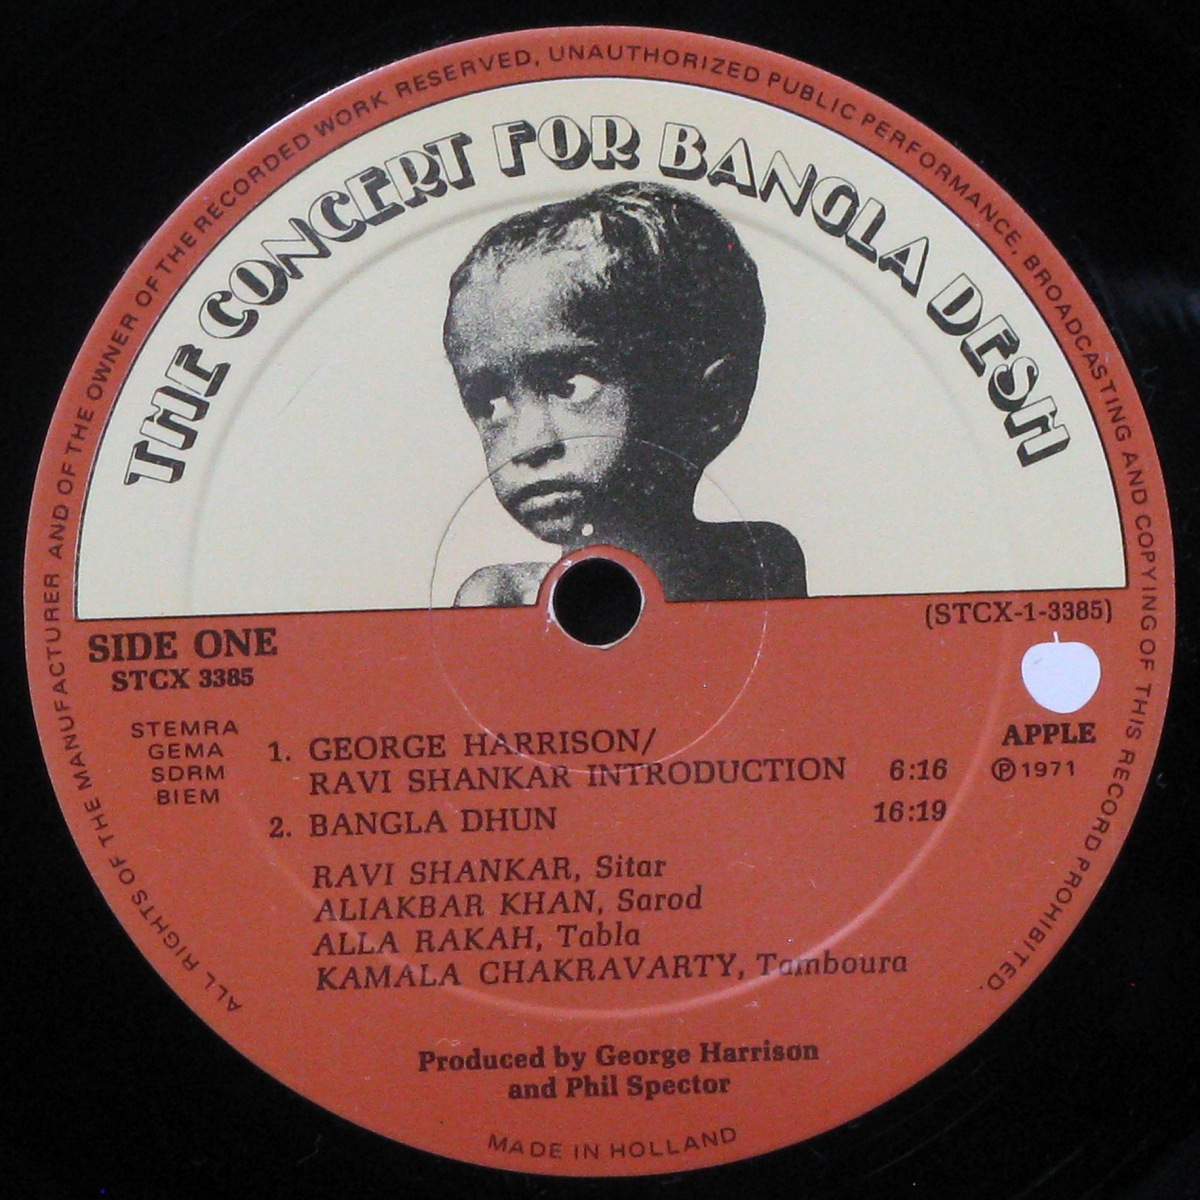 ALL RIGHTS OF THE MANUFACTURER AND OF THE OWNER OF THE RECORDED WORK RESERVED, UNAUTHORIZED PUBLIC PERFORMANCE, BROADCASTING AND COPYING OF THIS RECORD PROHIBITED.
THE CONCERT FOR BANGLA DESH
(STCX-1-3385)
SIDE ONE
STCX 3385
STEMRA
GEMA
SDRM
BIEM
APPLE
℗1971
1. GEORGE HARRISON/
RAVI SHANKAR INTRODUCTION 6:16
2. BANGLA DHUN 16:19
RAVI SHANKAR, Sitar
ALIAKBAR KHAN, Sarod
ALLA RAKAH, Tabla
KAMALA CHAKRAVARTY, Tamboura
Produced by George Harrison
and Phil Spector
MADE IN HOLLAND